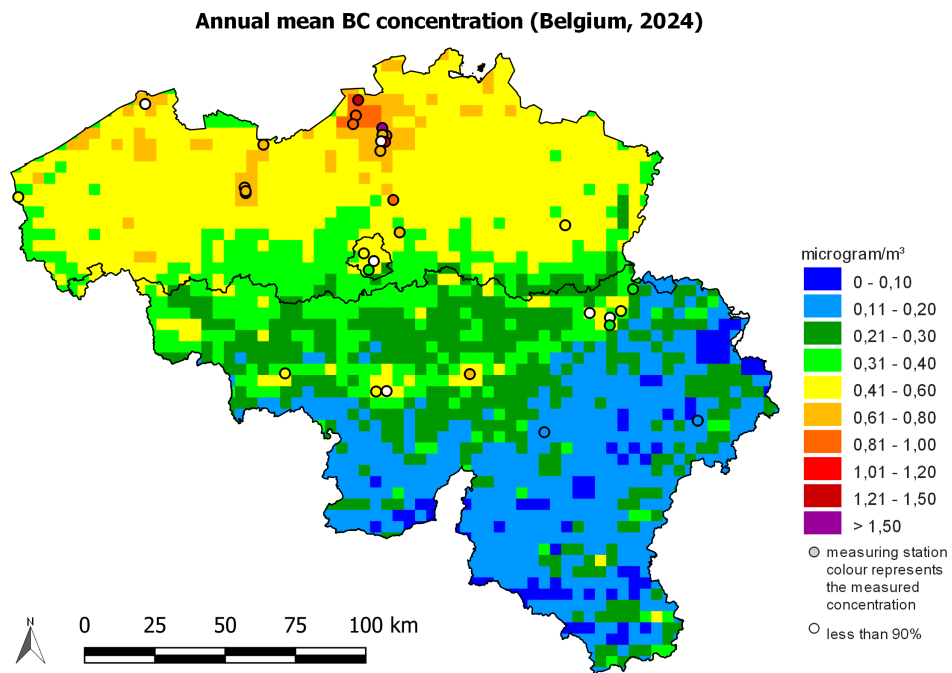 Annual mean BC concentration (Belgium, 2024)
microgram/m³
0 - 0,10
0,11 - 0,20
0,21 - 0,30
0,31 - 0,40
0,41 - 0,60
0,61 - 0,80
0,81 - 1,00
1,01 - 1,20
1,21 - 1,50
> 1,50
measuring station
colour represents
the measured
concentration
less than 90%
N
0 25 50 75 100 km